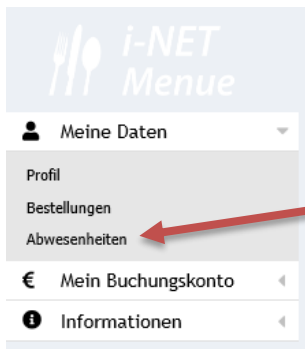 i-NET
Menue
Meine Daten
Profil
Bestellungen
Abwesenheiten
€ Mein Buchungskonto
Informationen